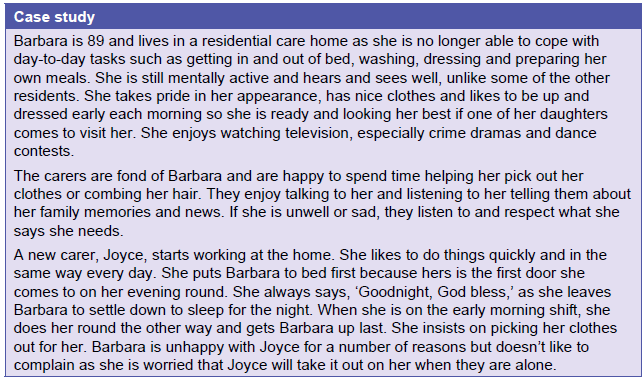 Case study
Barbara is 89 and lives in a residential care home as she is no longer able to cope with
day-to-day tasks such as getting in and out of bed, washing, dressing and preparing her
own meals. She is still mentally active and hears and sees well, unlike some of the other
residents. She takes pride in her appearance, has nice clothes and likes to be up and
dressed early each morning so she is ready and looking her best if one of her daughters
comes to visit her. She enjoys watching television, especially crime dramas and dance
contests.
The carers are fond of Barbara and are happy to spend time helping her pick out her
clothes or combing her hair. They enjoy talking to her and listening to her telling them about
her family memories and news. If she is unwell or sad, they listen to and respect what she
says she needs.
A new carer, Joyce, starts working at the home. She likes to do things quickly and in the
same way every day. She puts Barbara to bed first because hers is the first door she
comes to on her evening round. She always says, ‘Goodnight, God bless,’ as she leaves
Barbara to settle down to sleep for the night. When she is on the early morning shift, she
does her round the other way and gets Barbara up last. She insists on picking her clothes
out for her. Barbara is unhappy with Joyce for a number of reasons but doesn’t like to
complain as she is worried that Joyce will take it out on her when they are alone.